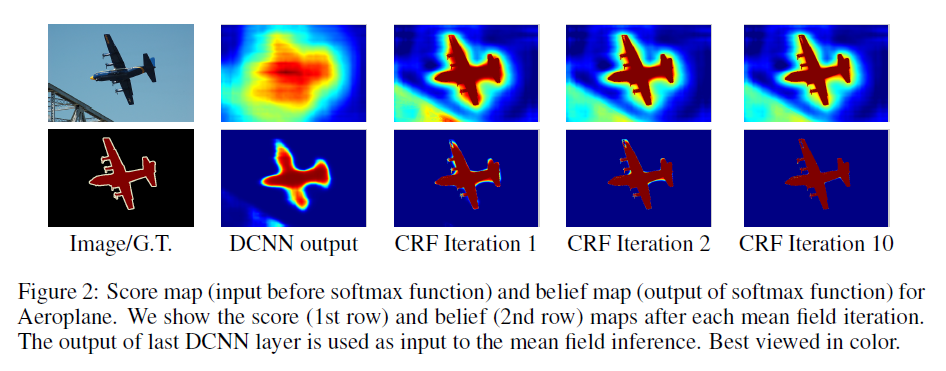 Image/G.T. DCNN output CRF Iteration 1 CRF Iteration 2 CRF Iteration 10
Figure 2: Score map (input before softmax function) and belief map (output of softmax function) for
Aeroplane. We show the score (1st row) and belief (2nd row) maps after each mean field iteration.
The output of last DCNN layer is used as input to the mean field inference. Best viewed in color.